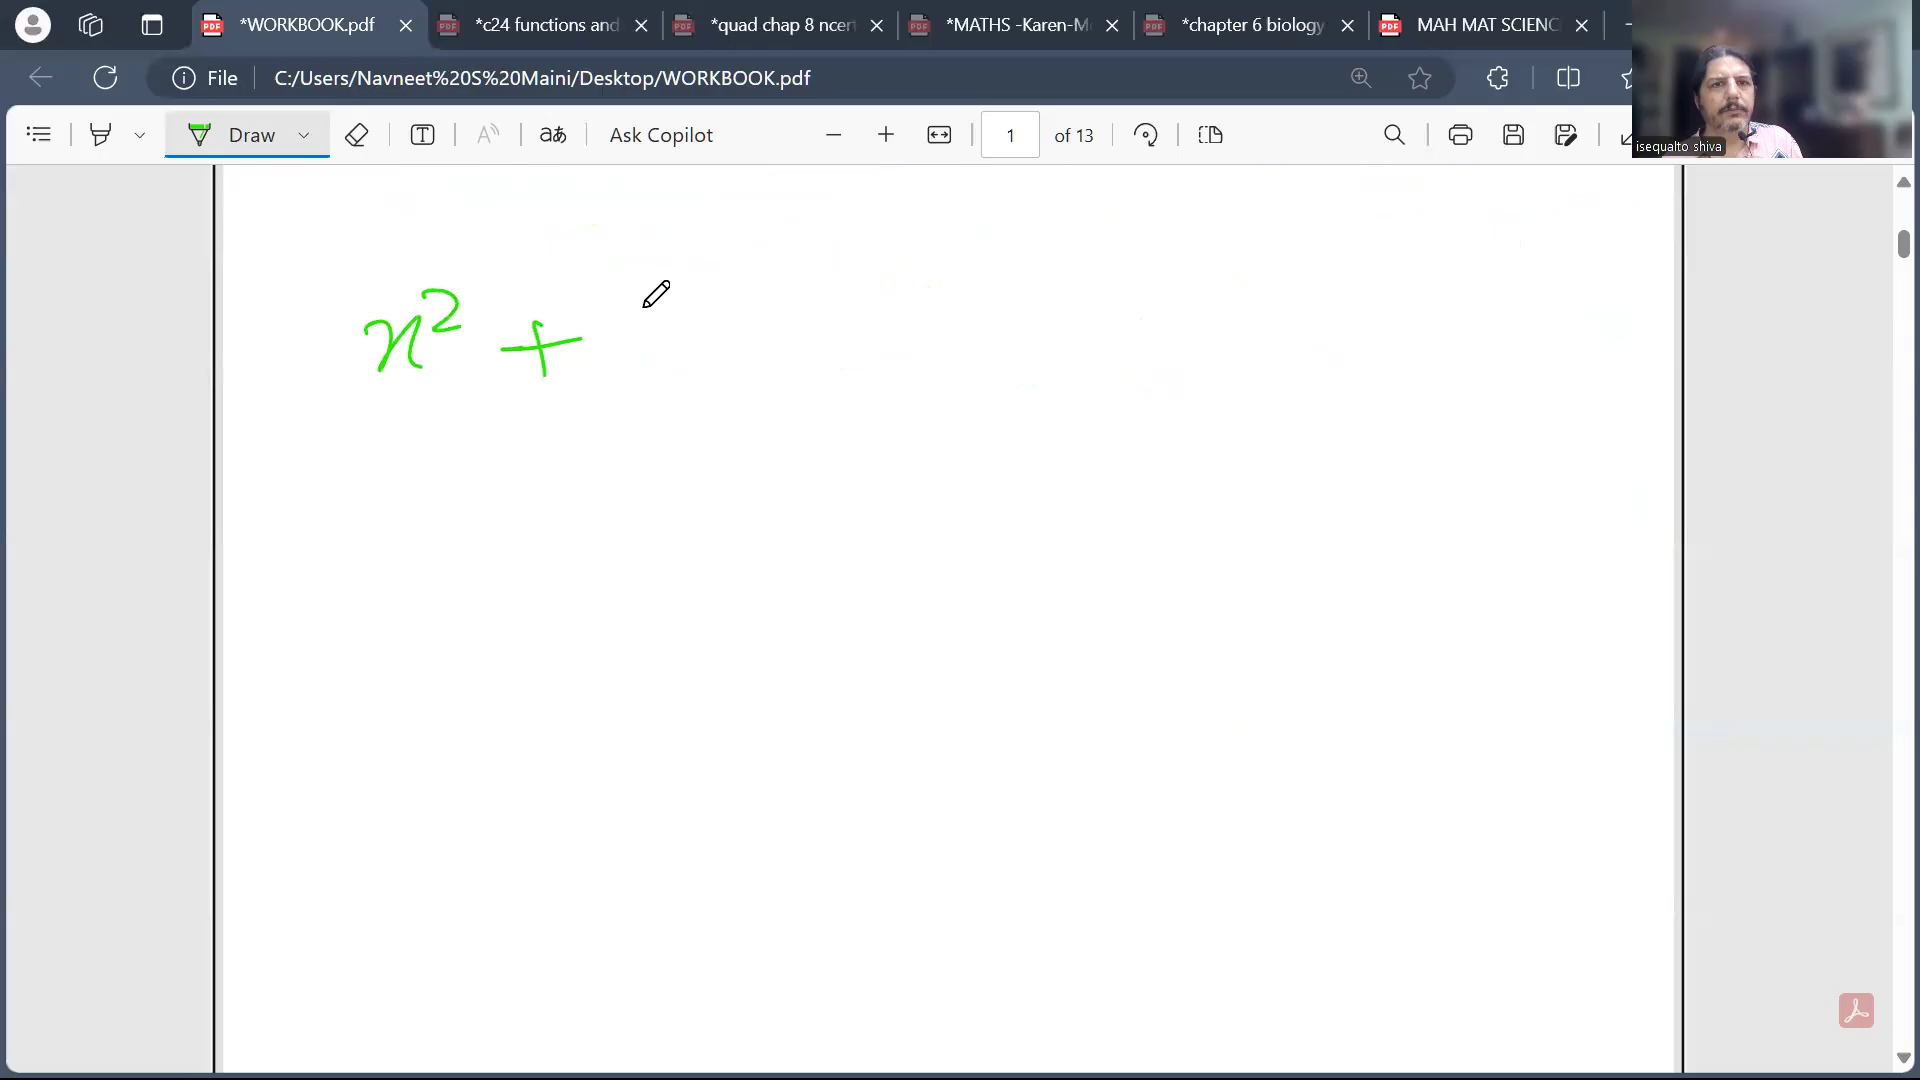 *WORKBOOK.pdf
*c24 functions and
*quad chap 8 ncert
*MATHS -Karen-M
*chapter 6 biology
MAH MAT SCIENC
File
C:/Users/Navneet%20S%20Maini/Desktop/WORKBOOK.pdf
Draw
Ask Copilot
1
of 13
isequalto shiva
x² +